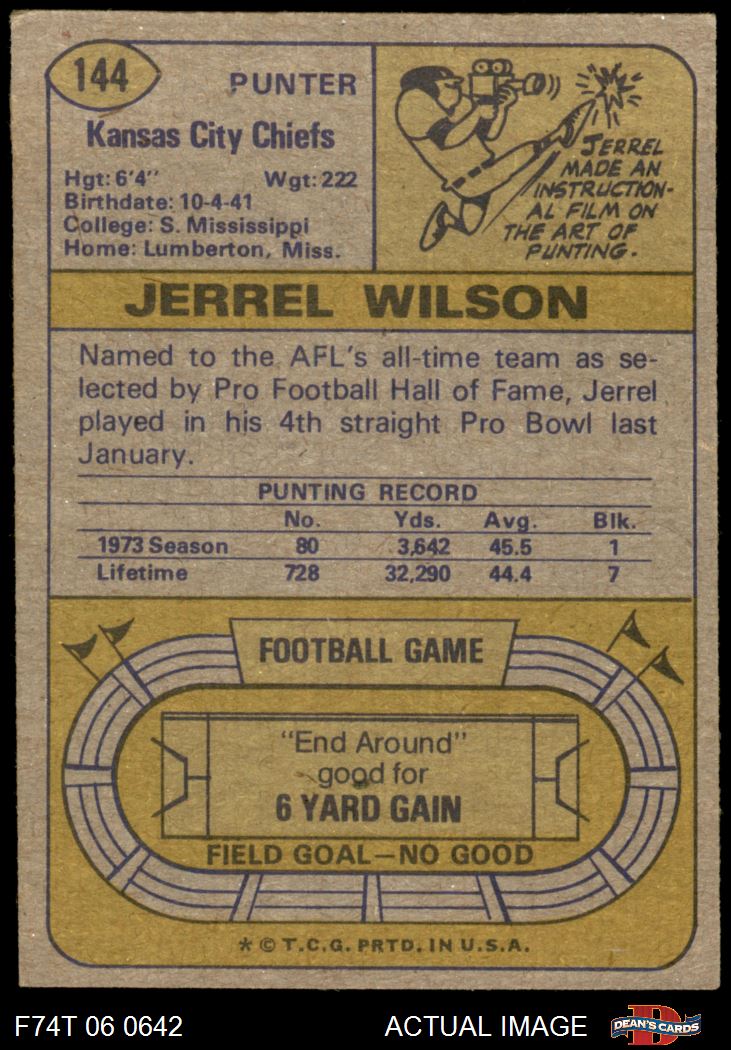 144
PUNTER
Kansas City Chiefs
Hgt: 6'4" Wgt: 222
Birthdate: 10-4-41
College: S. Mississippi
Home: Lumberton, Miss.
JERREL
MADE AN
INSTRUCTION-
AL FILM ON
THE ART OF
PUNTING.
JERREL WILSON
Named to the AFL's all-time team as se-
lected by Pro Football Hall of Fame, Jerrel
played in his 4th straight Pro Bowl last
January.
PUNTING RECORD
No. Yds. Avg. Blk.
1973 Season 80 3,642 45.5 1
Lifetime 728 32,290 44.4 7
FOOTBALL GAME
"End Around"
good for
6 YARD GAIN
FIELD GOAL—NO GOOD
* © T.C.G. PRTD. IN U.S.A.
F74T 06 0642 ACTUAL IMAGE
D
DEAN'S CARDS